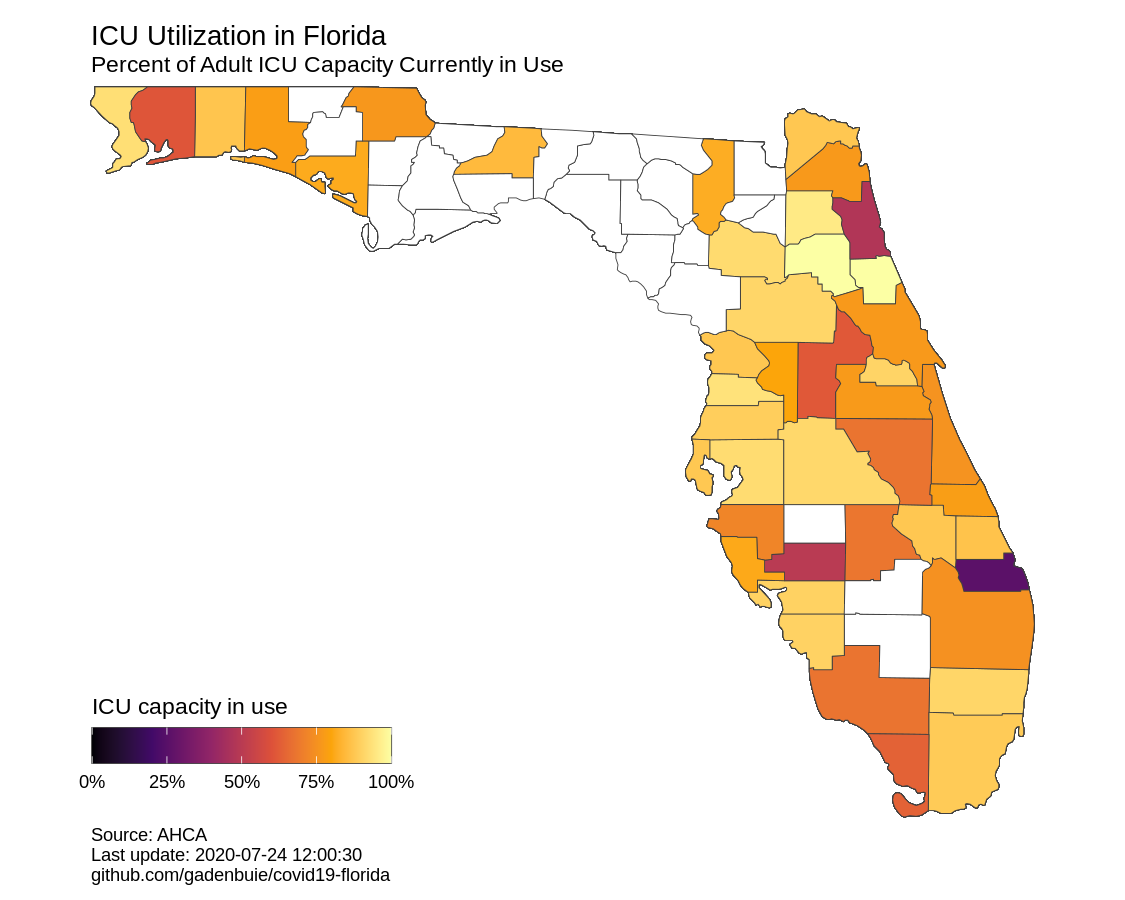 ICU Utilization in Florida
Percent of Adult ICU Capacity Currently in Use
ICU capacity in use
0% 25% 50% 75% 100%
Source: AHCA
Last update: 2020-07-24 12:00:30
github.com/gadenbuie/covid19-florida